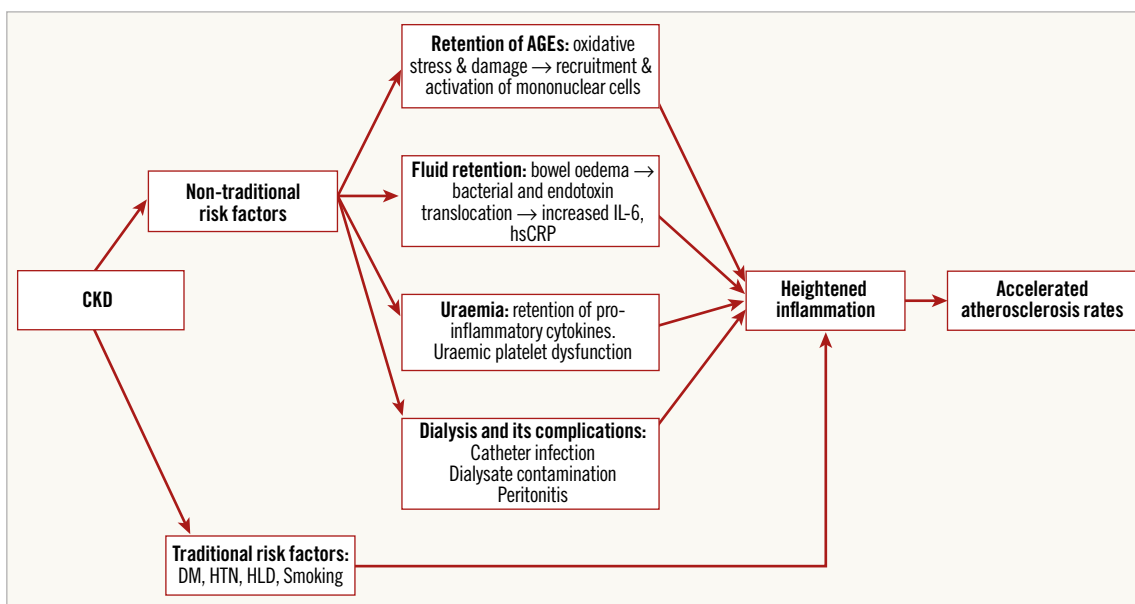 Retention of AGEs: oxidative
stress & damage → recruitment &
activation of mononuclear cells
Non-traditional
risk factors
Fluid retention: bowel oedema →
bacterial and endotoxin
translocation → increased IL-6,
hsCRP
CKD
Uraemia: retention of pro-
inflammatory cytokines.
Uraemic platelet dysfunction
Heightened
inflammation
Accelerated
atherosclerosis rates
Dialysis and its complications:
Catheter infection
Dialysate contamination
Peritonitis
Traditional risk factors:
DM, HTN, HLD, Smoking